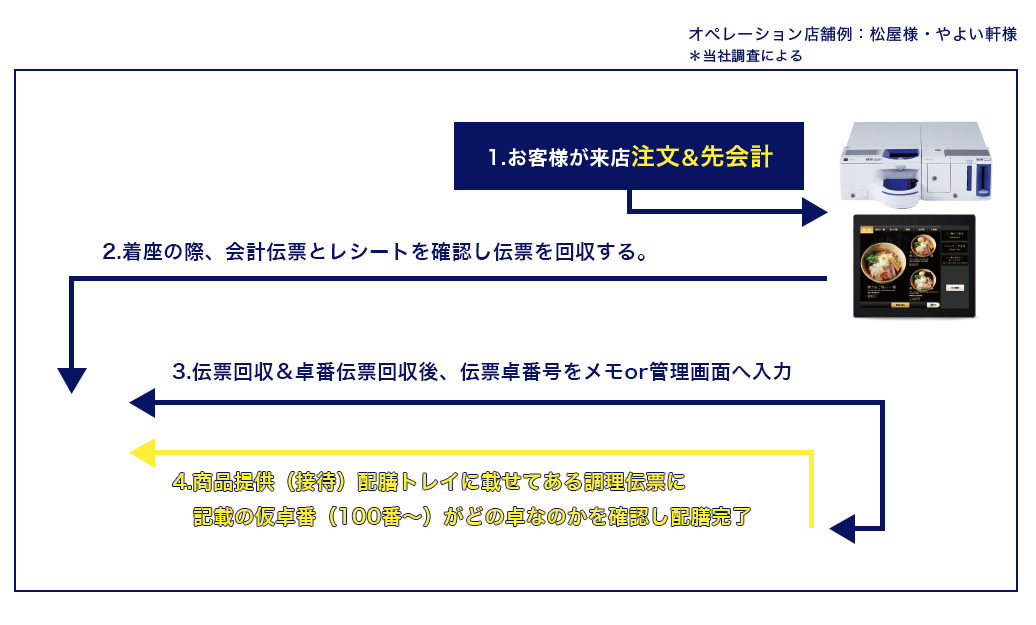 オペレーション店舗例：松屋様・やよい軒様
＊当社調査による
1.お客様が来店注文&先会計
2.着座の際、会計伝票とレシートを確認し伝票を回収する。
3.伝票回収＆卓番伝票回収後、伝票卓番号をメモor管理画面へ入力
4.商品提供（接待）配膳トレイに載せてある調理伝票に
記載の仮卓番（100番〜）がどの卓なのかを確認し配膳完了